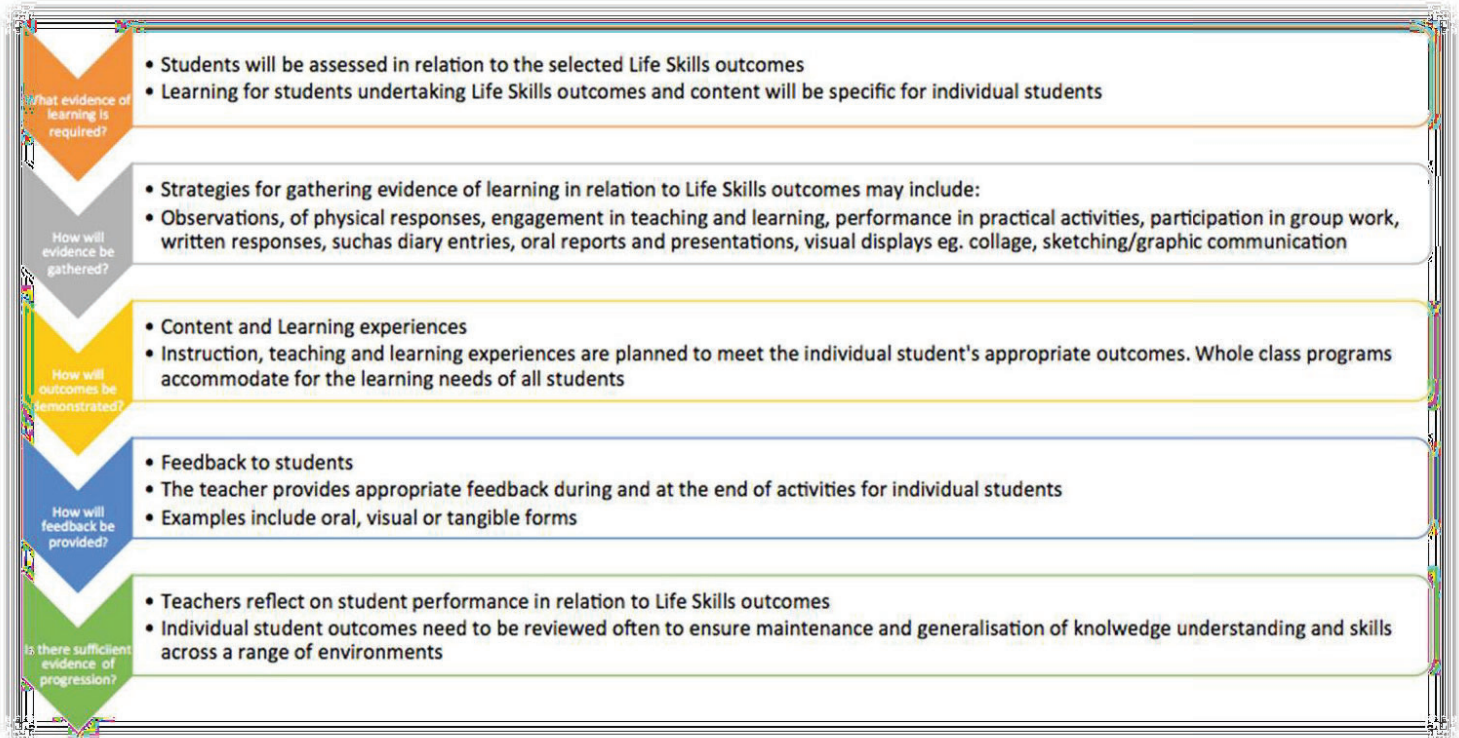 What evidence of
learning is
required?
• Students will be assessed in relation to the selected Life Skills outcomes
• Learning for students undertaking Life Skills outcomes and content will be specific for individual students
How will
evidence be
gathered?
• Strategies for gathering evidence of learning in relation to Life Skills outcomes may include:
• Observations, of physical responses, engagement in teaching and learning, performance in practical activities, participation in group work,
written responses, suchas diary entries, oral reports and presentations, visual displays eg. collage, sketching/graphic communication
How will
outcomes be
demonstrated?
• Content and Learning experiences
• Instruction, teaching and learning experiences are planned to meet the individual student's appropriate outcomes. Whole class programs
accommodate for the learning needs of all students
How will
feedback be
provided?
• Feedback to students
• The teacher provides appropriate feedback during and at the end of activities for individual students
• Examples include oral, visual or tangible forms
Is there sufficiient
evidence of
progression?
• Teachers reflect on student performance in relation to Life Skills outcomes
• Individual student outcomes need to be reviewed often to ensure maintenance and generalisation of knolwedge understanding and skills
across a range of environments